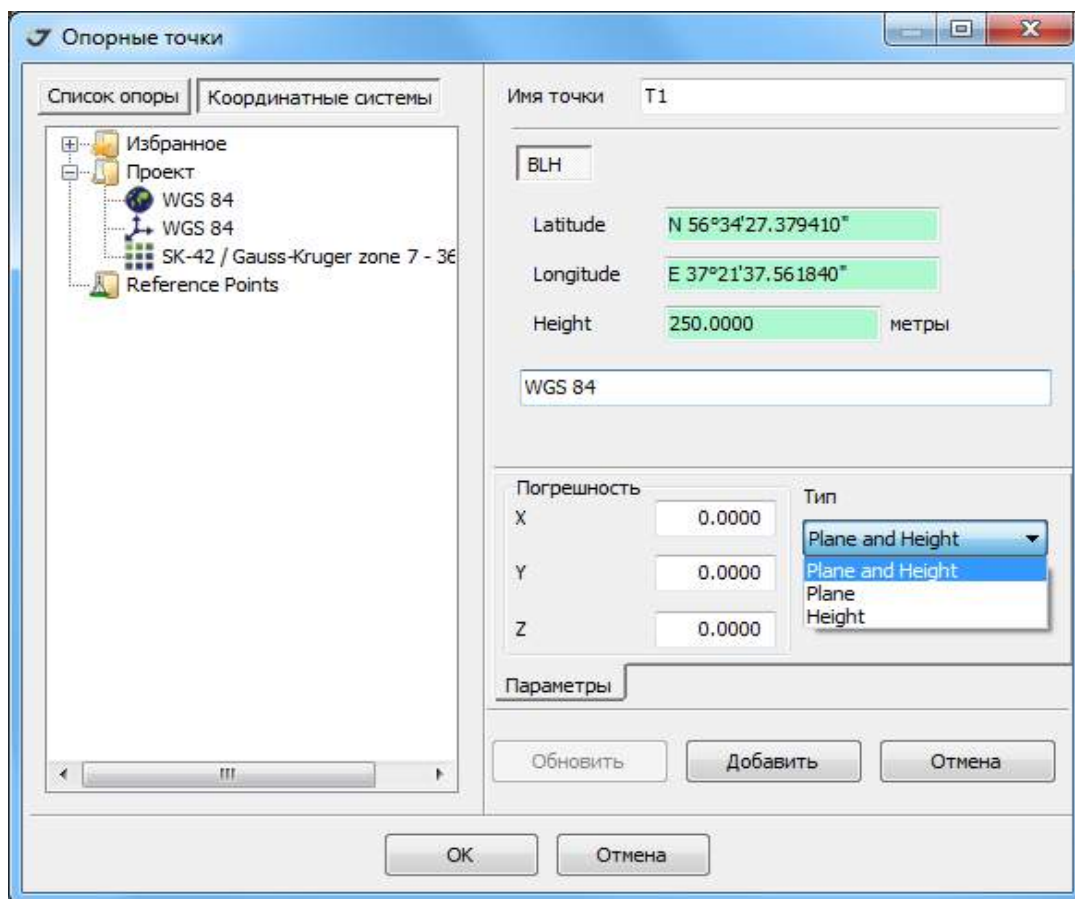 Опорные точки
Список опоры Координатные системы
Избранное
Проект
WGS 84
WGS 84
SK-42 / Gauss-Kruger zone 7 - 36
Reference Points
Имя точки T1
BLH
Latitude N 56°34'27.379410"
Longitude E 37°21'37.561840"
Height 250.0000 метры
WGS 84
Погрешность
X 0.0000
Y 0.0000
Z 0.0000
Тип
Plane and Height
Plane and Height
Plane
Height
Параметры
Обновить Добавить Отмена
OK Отмена